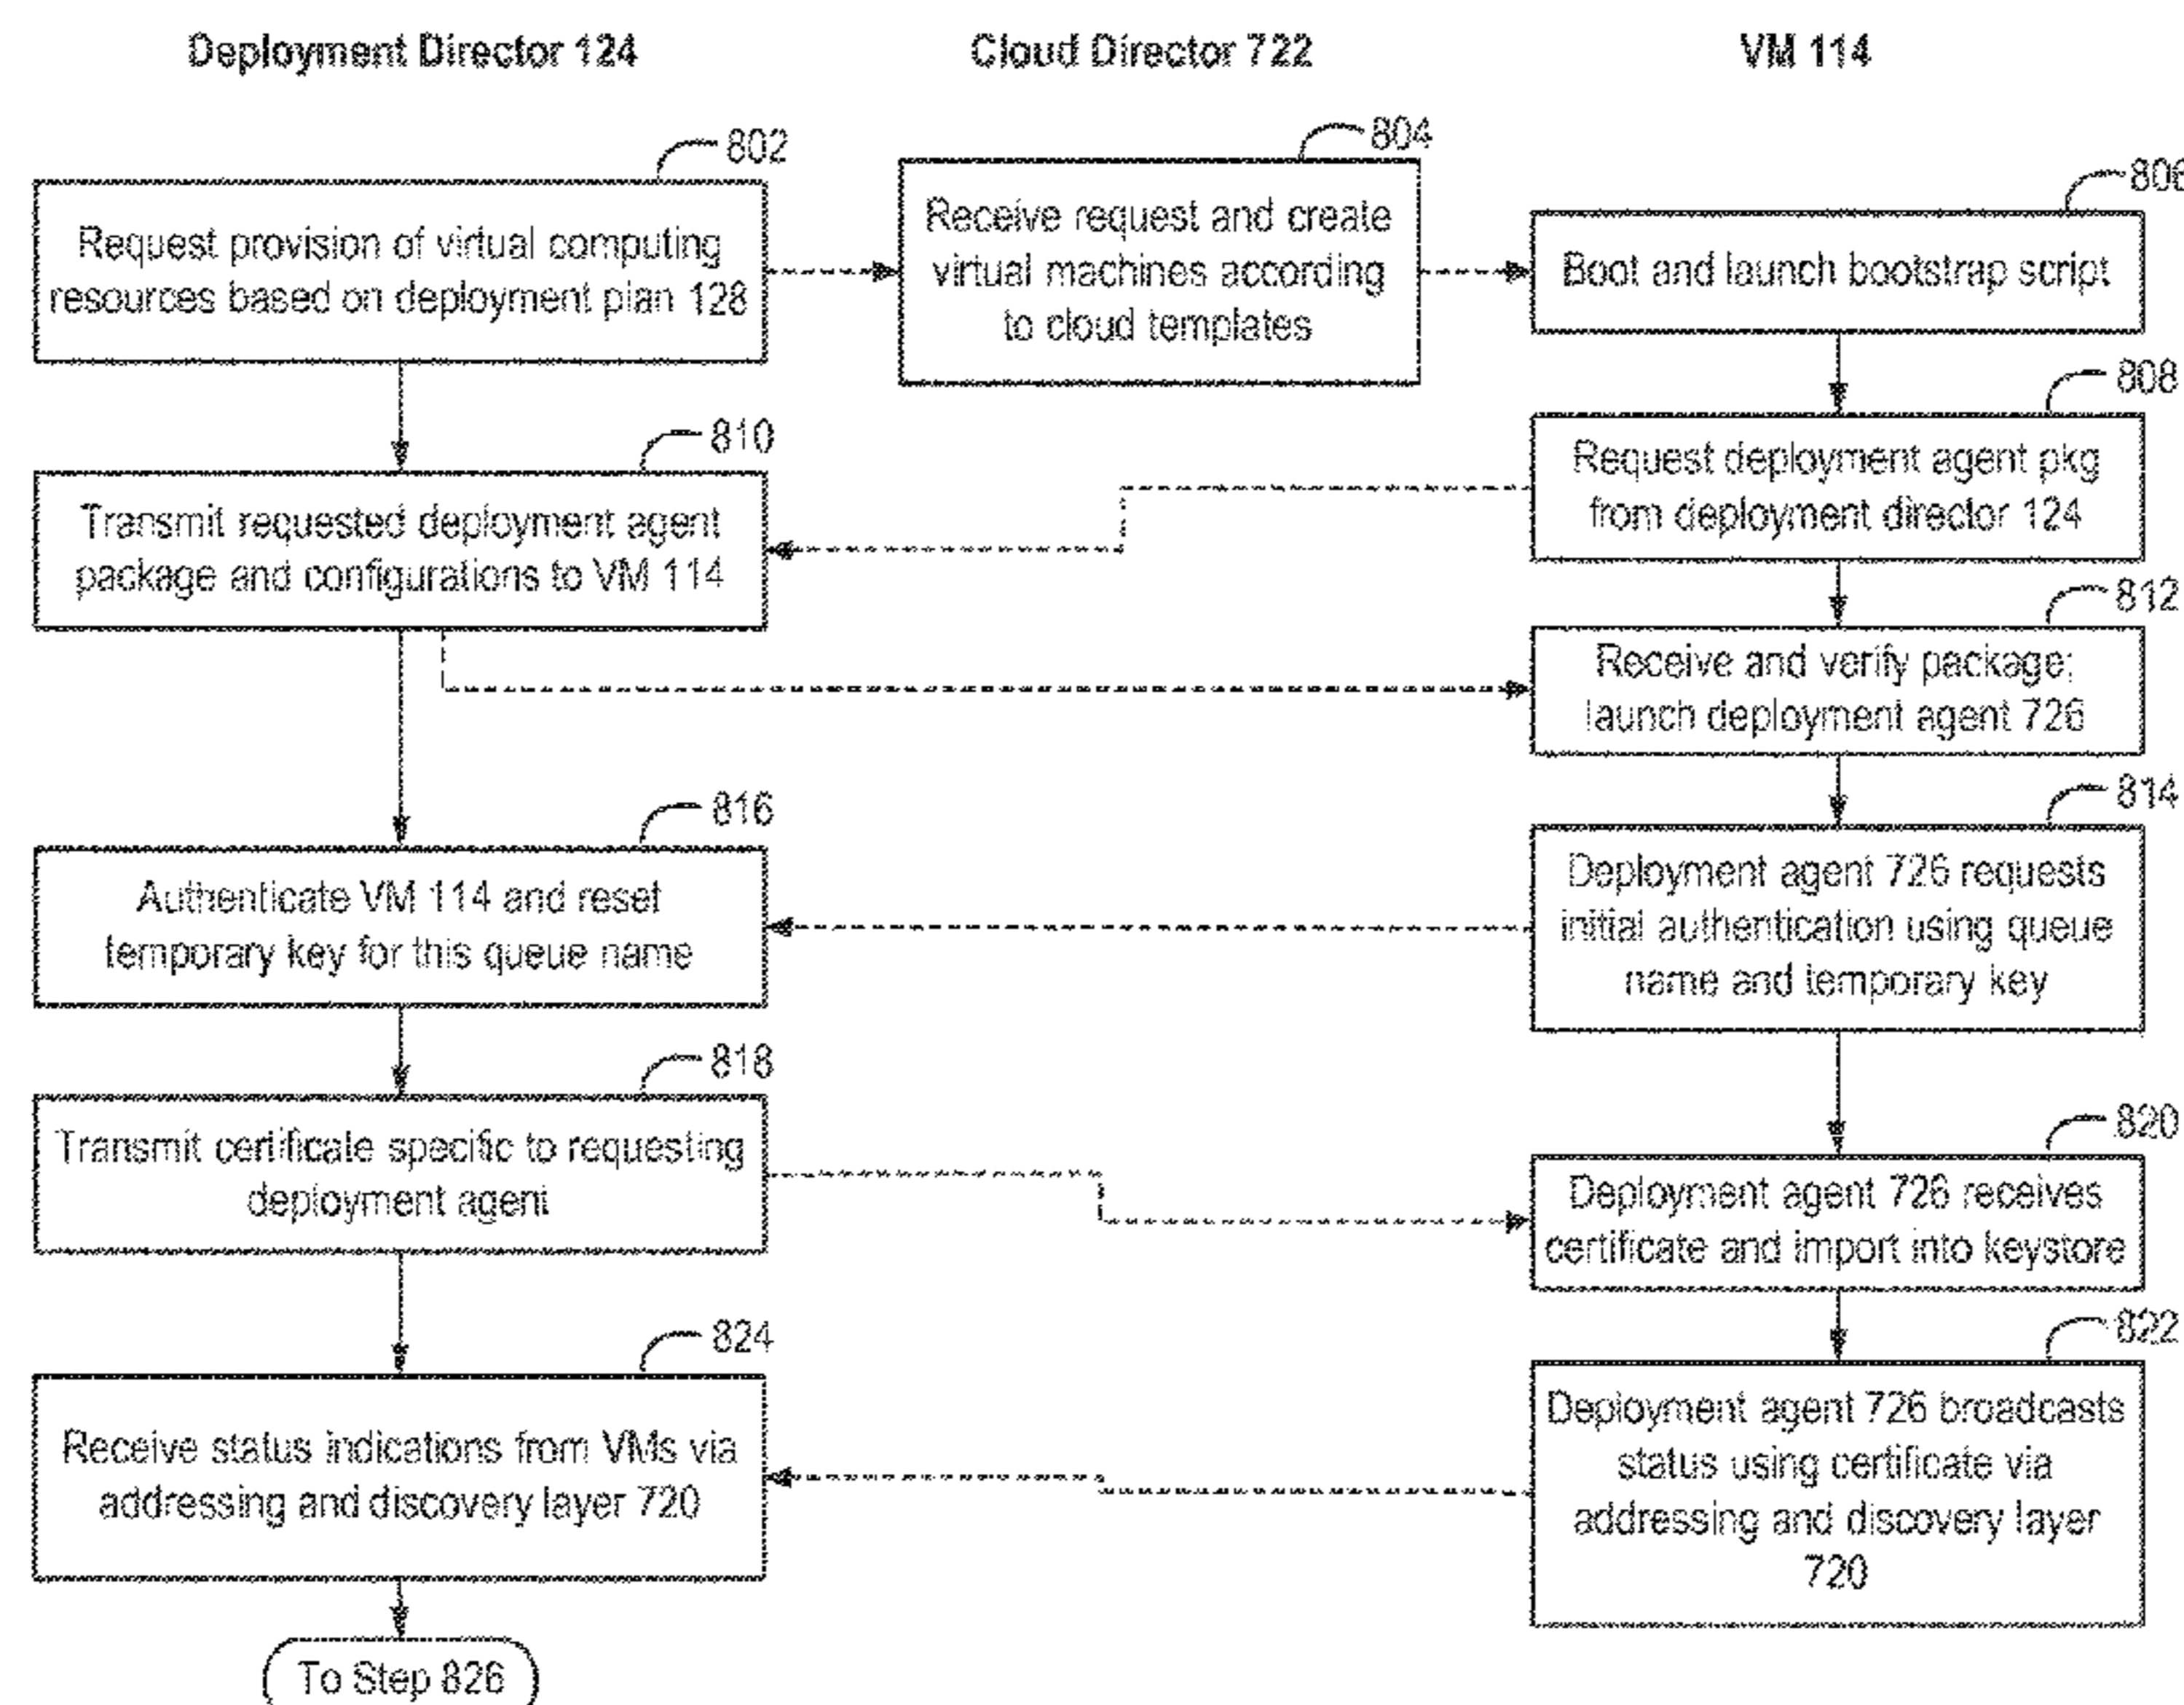 Deployment Director 124
Cloud Director 722
VM 114
802
Request provision of virtual computing
resources based on deployment plan 128
804
Receive request and create
virtual machines according
to cloud templates
806
Boot and launch bootstrap script
808
Request deployment agent pkg
from deployment director 124
810
Transmit requested deployment agent
package and configurations to VM 114
812
Receive and verify package;
launch deployment agent 726
814
Deployment agent 726 requests
initial authentication using queue
name and temporary key
816
Authenticate VM 114 and reset
temporary key for this queue name
818
Transmit certificate specific to requesting
deployment agent
820
Deployment agent 726 receives
certificate and import into keystore
822
Deployment agent 726 broadcasts
status using certificate via
addressing and discovery layer
720
824
Receive status indications from VMs via
addressing and discovery layer 720
To Step 826